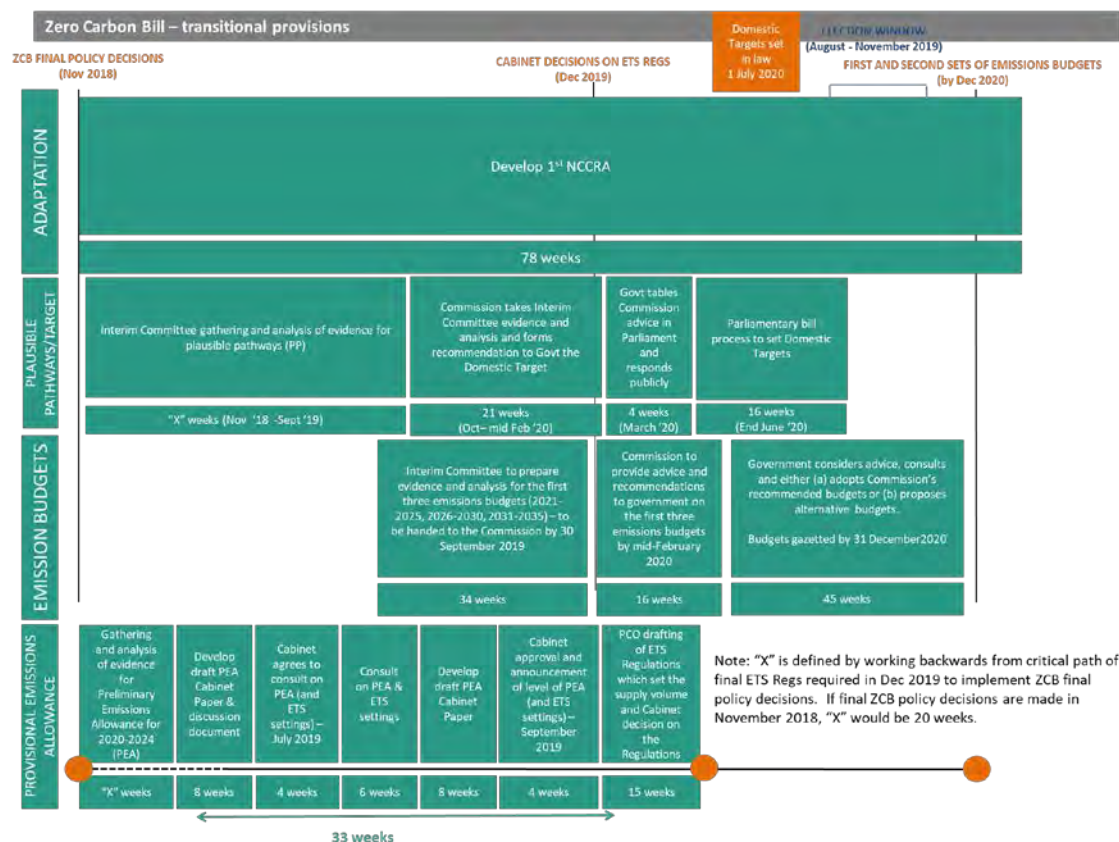 Zero Carbon Bill – transitional provisions
Domestic
Targets set
in law
1 July 2020
ELECTION WINDOW
(August - November 2019)
ZCB FINAL POLICY DECISIONS
(Nov 2018)
CABINET DECISIONS ON ETS REGS
(Dec 2019)
FIRST AND SECOND SETS OF EMISSIONS BUDGETS
(by Dec 2020)
ADAPTATION
Develop 1st NCCRA
78 weeks
PLAUSIBLE
PATHWAYS/TARGET
Interim Committee gathering and analysis of evidence for
plausible pathways (PP)
Commission takes Interim
Committee evidence and
analysis and forms
recommendation to Govt the
Domestic Target
Govt tables
Commission
advice in
Parliament
and
responds
publicly
Parliamentary bill
process to set Domestic
Targets
"X" weeks (Nov '18 -Sept '19)
21 weeks
(Oct– mid Feb '20)
4 weeks
(March '20)
16 weeks
(End June '20)
EMISSION BUDGETS
Interim Committee to prepare
evidence and analysis for the first
three emissions budgets (2021-
2025, 2026-2030, 2031-2035) – to
be handed to the Commission by 30
September 2019
Commission to
provide advice and
recommendations
to government on
the first three
emissions budgets
by mid-February
2020
Government considers advice, consults
and either (a) adopts Commission's
recommended budgets or (b) proposes
alternative budgets.
Budgets gazetted by 31 December2020
34 weeks
16 weeks
45 weeks
PROVISIONAL EMISSIONS
ALLOWANCE
Gathering
and analysis
of evidence
for
Preliminary
Emissions
Allowance for
2020-2024
(PEA)
Develop
draft PEA
Cabinet
Paper &
discussion
document
Cabinet
agrees to
consult on
PEA (and
ETS
settings) –
July 2019
Consult
on PEA &
ETS
settings
Develop
draft PEA
Cabinet
Paper
Cabinet
approval and
announcement
of level of PEA
(and ETS
settings) –
September
2019
PCO drafting
of ETS
Regulations
which set the
supply volume
and Cabinet
decision on
the
Regulations
Note: "X" is defined by working backwards from critical path of
final ETS Regs required in Dec 2019 to implement ZCB final
policy decisions. If final ZCB policy decisions are made in
November 2018, "X" would be 20 weeks.
"X" weeks
8 weeks
4 weeks
6 weeks
8 weeks
4 weeks
15 weeks
33 weeks